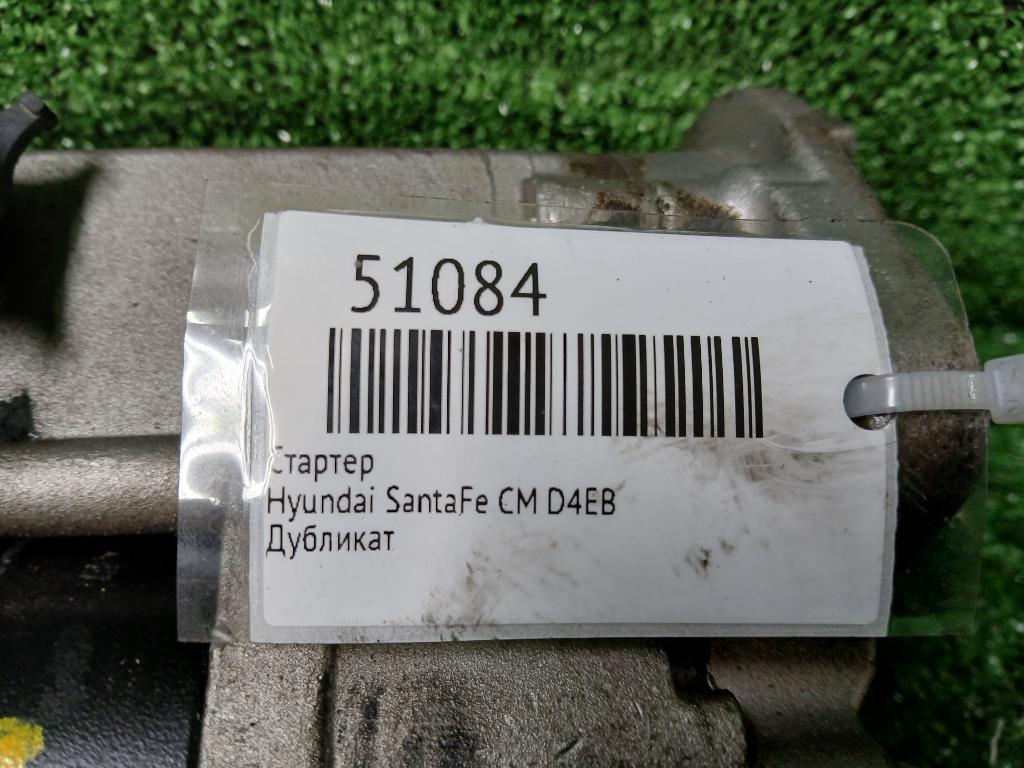 51084
Стартер
Hyundai SantaFe CM D4EB
Дубликат